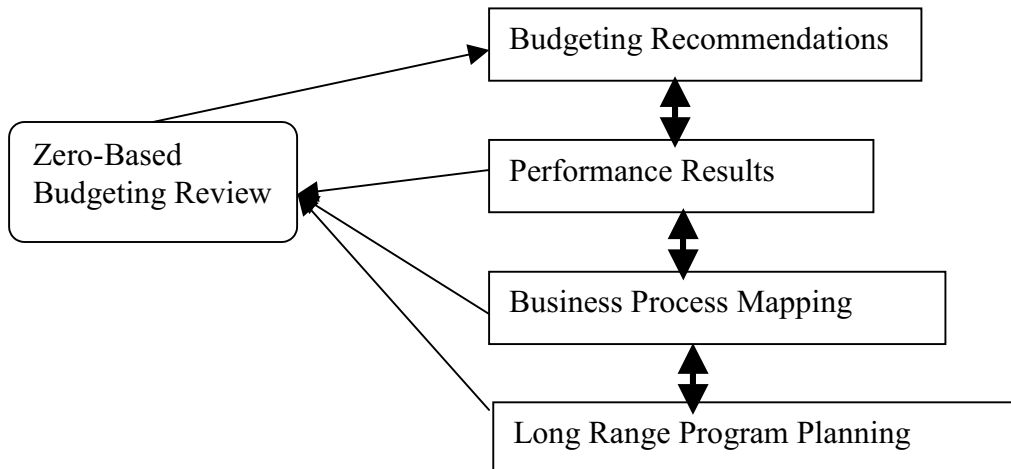 Budgeting Recommendations
Zero-Based
Budgeting Review
Performance Results
Business Process Mapping
Long Range Program Planning